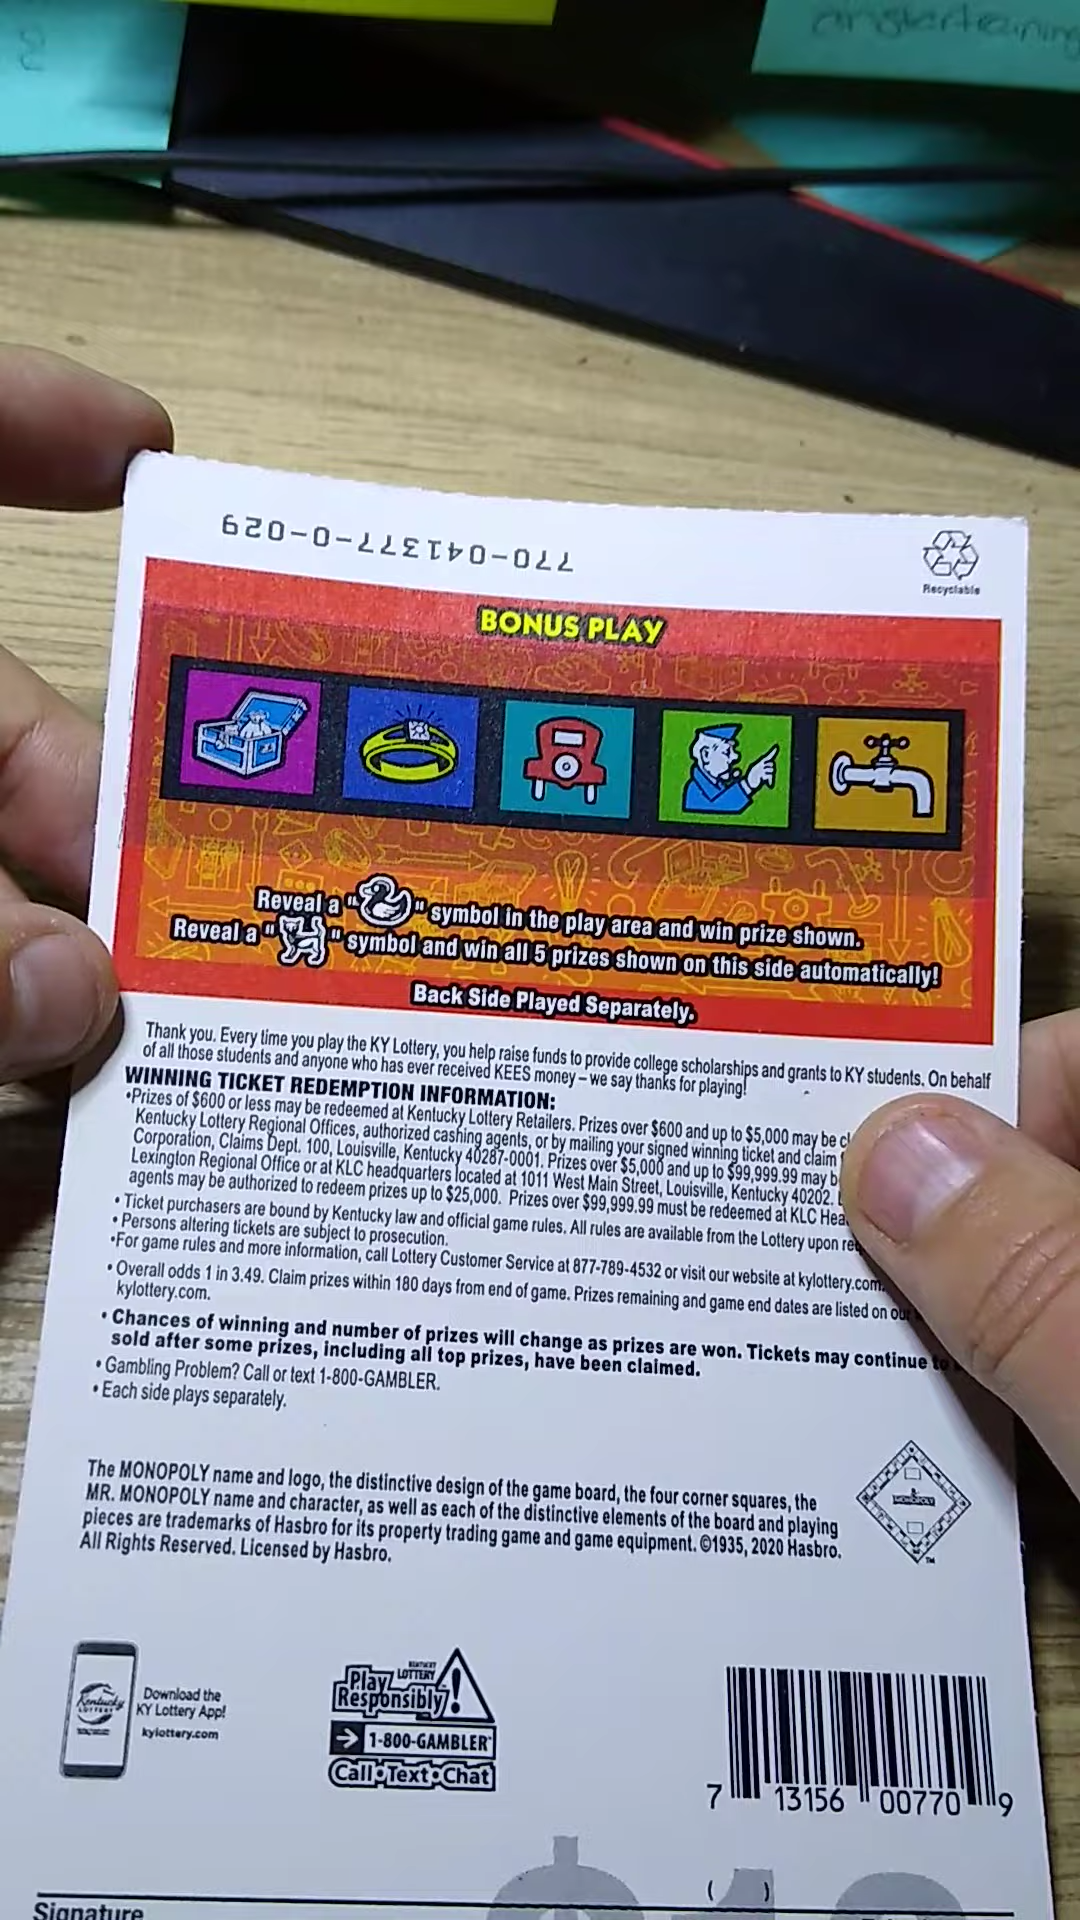 anglertraining
770-041377-0-029
Recyclable
BONUS PLAY
Reveal a " " symbol in the play area and win prize shown.
Reveal a " " symbol and win all 5 prizes shown on this side automatically!
Back Side Played Separately.
Thank you. Every time you play the KY Lottery, you help raise funds to provide college scholarships and grants to KY students. On behalf
of all those students and anyone who has ever received KEES money – we say thanks for playing!
WINNING TICKET REDEMPTION INFORMATION:
•Prizes of $600 or less may be redeemed at Kentucky Lottery Retailers. Prizes over $600 and up to $5,000 may be
Kentucky Lottery Regional Offices, authorized cashing agents, or by mailing your signed winning ticket and claim
Corporation, Claims Dept. 100, Louisville, Kentucky 40287-0001. Prizes over $5,000 and up to $99,999.99 may
Lexington Regional Office or at KLC headquarters located at 1011 West Main Street, Louisville, Kentucky 40202.
agents may be authorized to redeem prizes up to $25,000. Prizes over $99,999.99 must be redeemed at KLC
• Ticket purchasers are bound by Kentucky law and official game rules. All rules are available from the Lottery upon
• Persons altering tickets are subject to prosecution.
•For game rules and more information, call Lottery Customer Service at 877-789-4532 or visit our website at kylottery.com.
• Overall odds 1 in 3.49. Claim prizes within 180 days from end of game. Prizes remaining and game end dates are listed on our
kylottery.com.
• Chances of winning and number of prizes will change as prizes are won. Tickets may continue to
sold after some prizes, including all top prizes, have been claimed.
• Gambling Problem? Call or text 1-800-GAMBLER.
• Each side plays separately.
The MONOPOLY name and logo, the distinctive design of the game board, the four corner squares, the
MR. MONOPOLY name and character, as well as each of the distinctive elements of the board and playing
pieces are trademarks of Hasbro for its property trading game and game equipment. ©1935, 2020 Hasbro.
All Rights Reserved. Licensed by Hasbro.
MONOPOLY
TM
Kentucky
LOTTERY
Download the
KY Lottery App!
kylottery.com
KENTUCKY
LOTTERY
Play
Responsibly
1-800-GAMBLER
Call•Text•Chat
7 13156 00770 9
( )
Signature